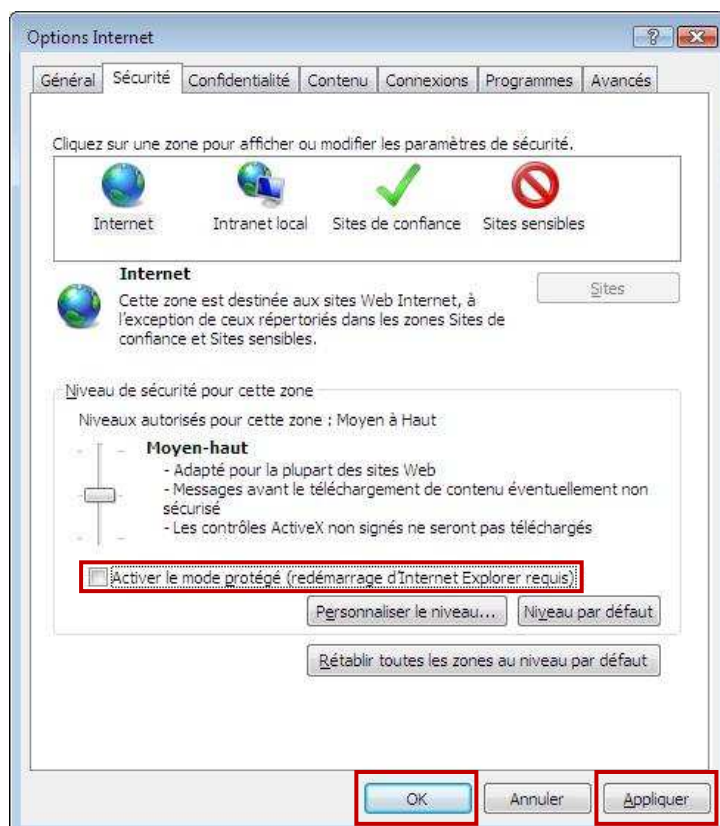 Options Internet
Général Sécurité Confidentialité Contenu Connexions Programmes Avancés
Cliquez sur une zone pour afficher ou modifier les paramètres de sécurité.
Internet Intranet local Sites de confiance Sites sensibles
Internet
Sites
Cette zone est destinée aux sites Web Internet, à
l'exception de ceux répertoriés dans les zones Sites de
confiance et Sites sensibles.
Niveau de sécurité pour cette zone
Niveaux autorisés pour cette zone : Moyen à Haut
Moyen-haut
- Adapté pour la plupart des sites Web
- Messages avant le téléchargement de contenu éventuellement non
sécurisé
- Les contrôles ActiveX non signés ne seront pas téléchargés
Activer le mode protégé (redémarrage d'Internet Explorer requis)
Personnaliser le niveau... Niveau par défaut
Rétablir toutes les zones au niveau par défaut
OK Annuler Appliquer